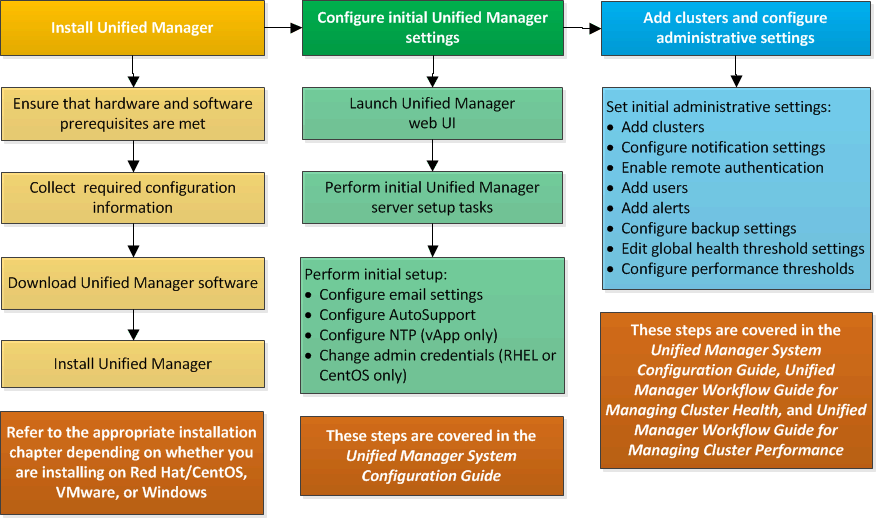 Install Unified Manager
Ensure that hardware and software
prerequisites are met
Collect required configuration
information
Download Unified Manager software
Install Unified Manager
Refer to the appropriate installation
chapter depending on whether you
are installing on Red Hat/CentOS,
VMware, or Windows
Configure initial Unified Manager
settings
Launch Unified Manager
web UI
Perform initial Unified Manager
server setup tasks
Perform initial setup:
• Configure email settings
• Configure AutoSupport
• Configure NTP (vApp only)
• Change admin credentials (RHEL or
CentOS only)
These steps are covered in the
Unified Manager System
Configuration Guide
Add clusters and configure
administrative settings
Set initial administrative settings:
• Add clusters
• Configure notification settings
• Enable remote authentication
• Add users
• Add alerts
• Configure backup settings
• Edit global health threshold settings
• Configure performance thresholds
These steps are covered in the
Unified Manager System
Configuration Guide, Unified
Manager Workflow Guide for
Managing Cluster Health, and Unified
Manager Workflow Guide for
Managing Cluster Performance